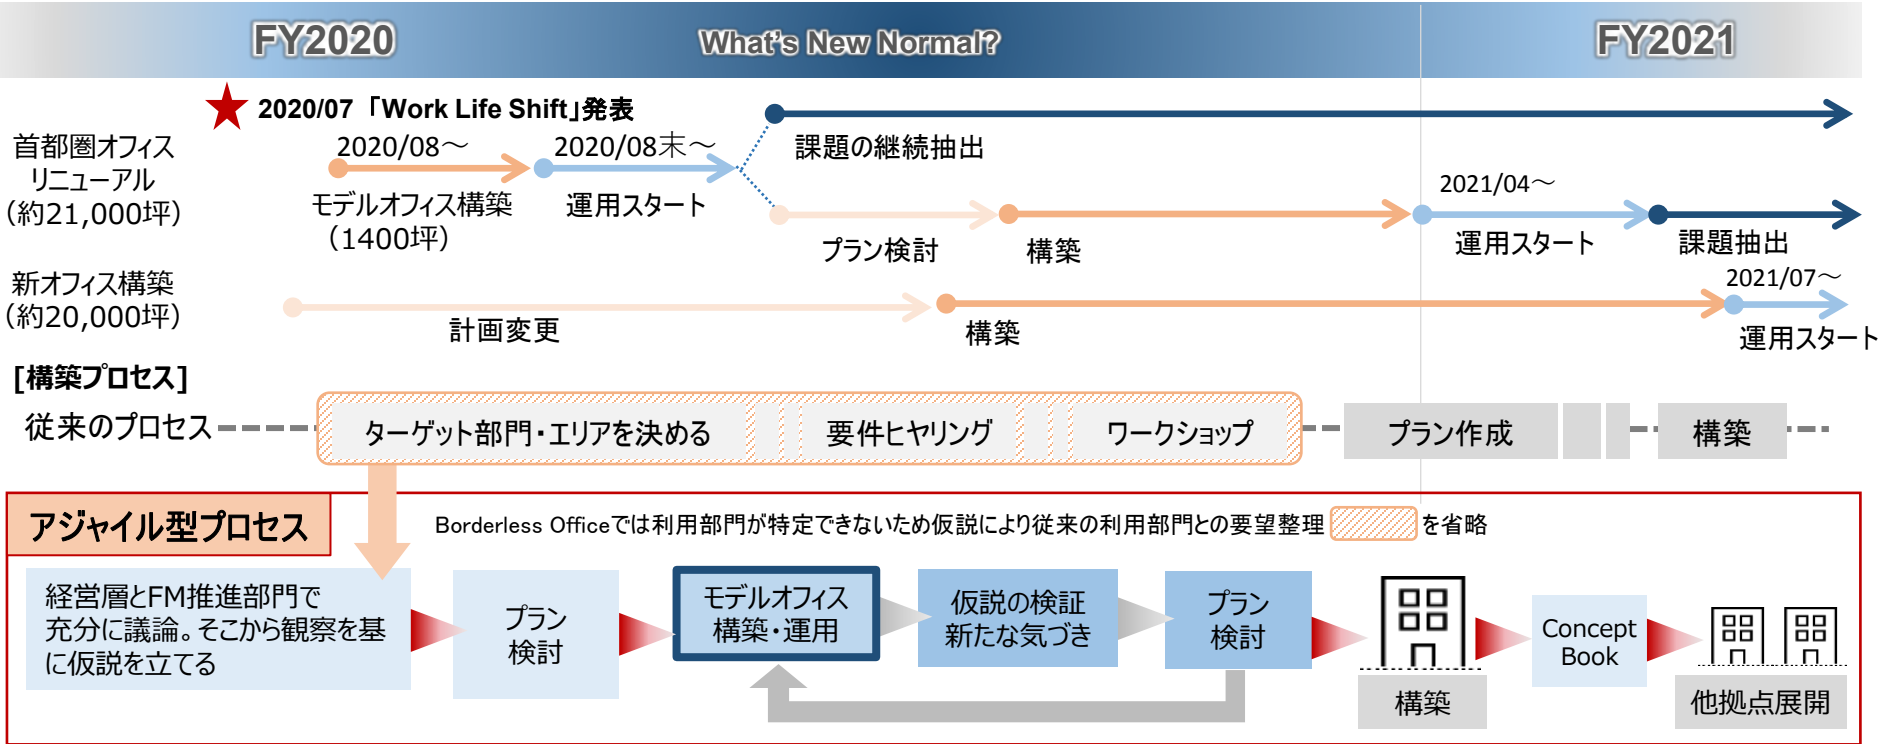 FY2020
What's New Normal?
FY2021
2020/07「Work Life Shift」発表
首都圏オフィス
リニューアル
（約21,000坪）
2020/08～
モデルオフィス構築
（1400坪）
2020/08末～
運用スタート
課題の継続抽出
プラン検討
構築
2021/04～
運用スタート
課題抽出
新オフィス構築
（約20,000坪）
計画変更
構築
2021/07～
運用スタート
[構築プロセス]
従来のプロセス
ターゲット部門・エリアを決める
要件ヒヤリング
ワークショップ
プラン作成
構築
アジャイル型プロセス
Borderless Officeでは利用部門が特定できないため仮説により従来の利用部門との要望整理
を省略
経営層とFM推進部門で
充分に議論。そこから観察を基
に仮説を立てる
プラン
検討
モデルオフィス
構築・運用
仮説の検証
新たな気づき
プラン
検討
構築
Concept
Book
他拠点展開